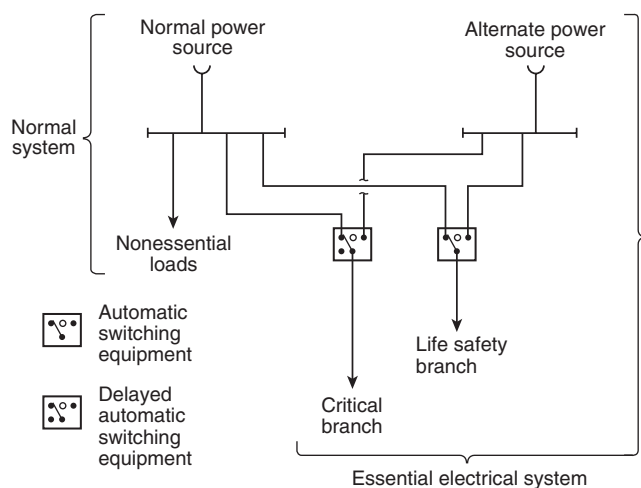 Normal power
source
Alternate power
source
Normal
system
Nonessential
loads
Automatic
switching
equipment
Life safety
branch
Delayed
automatic
switching
equipment
Critical
branch
Essential electrical system